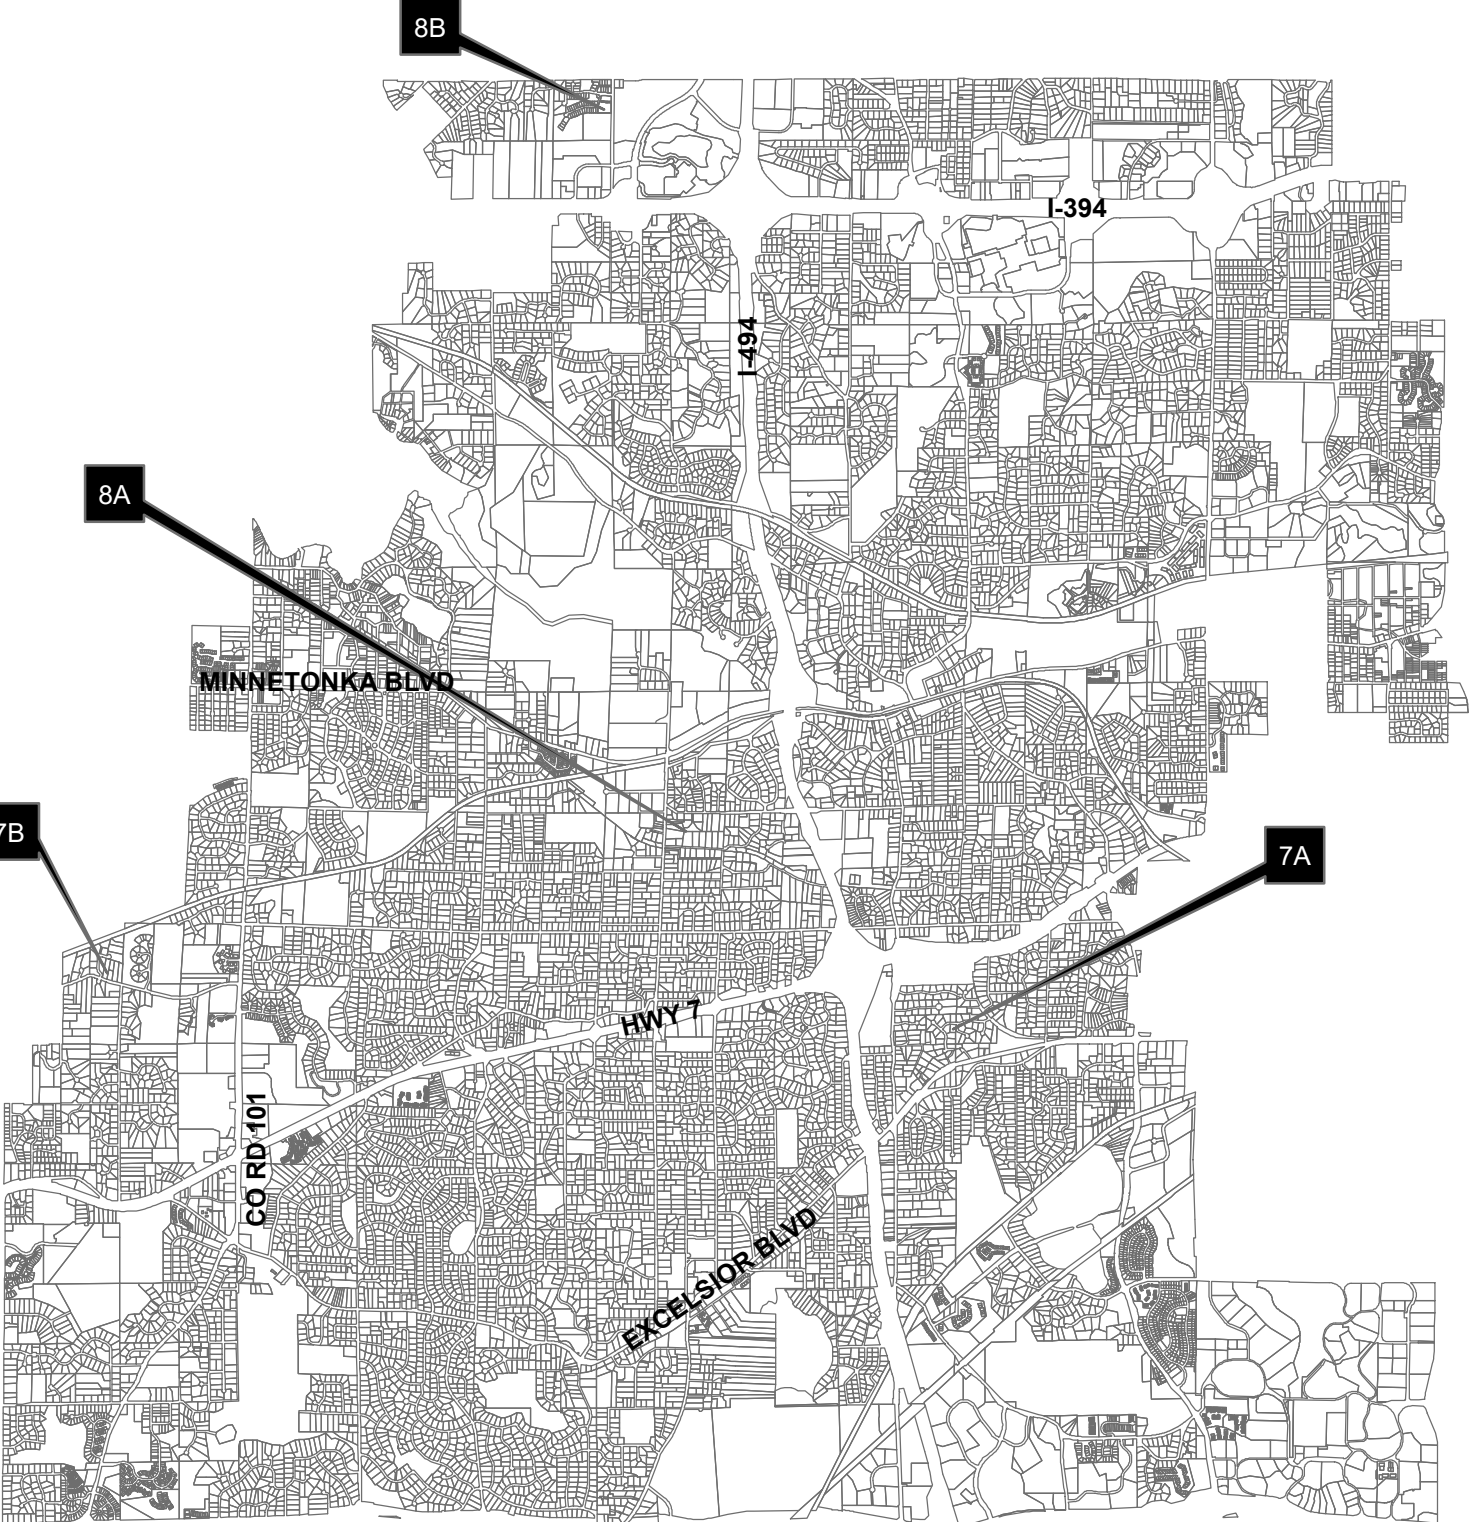 8B
I-394
I-494
8A
MINNETONKA BLVD
7B
7A
HWY 7
CO RD 101
EXCELSIOR BLVD